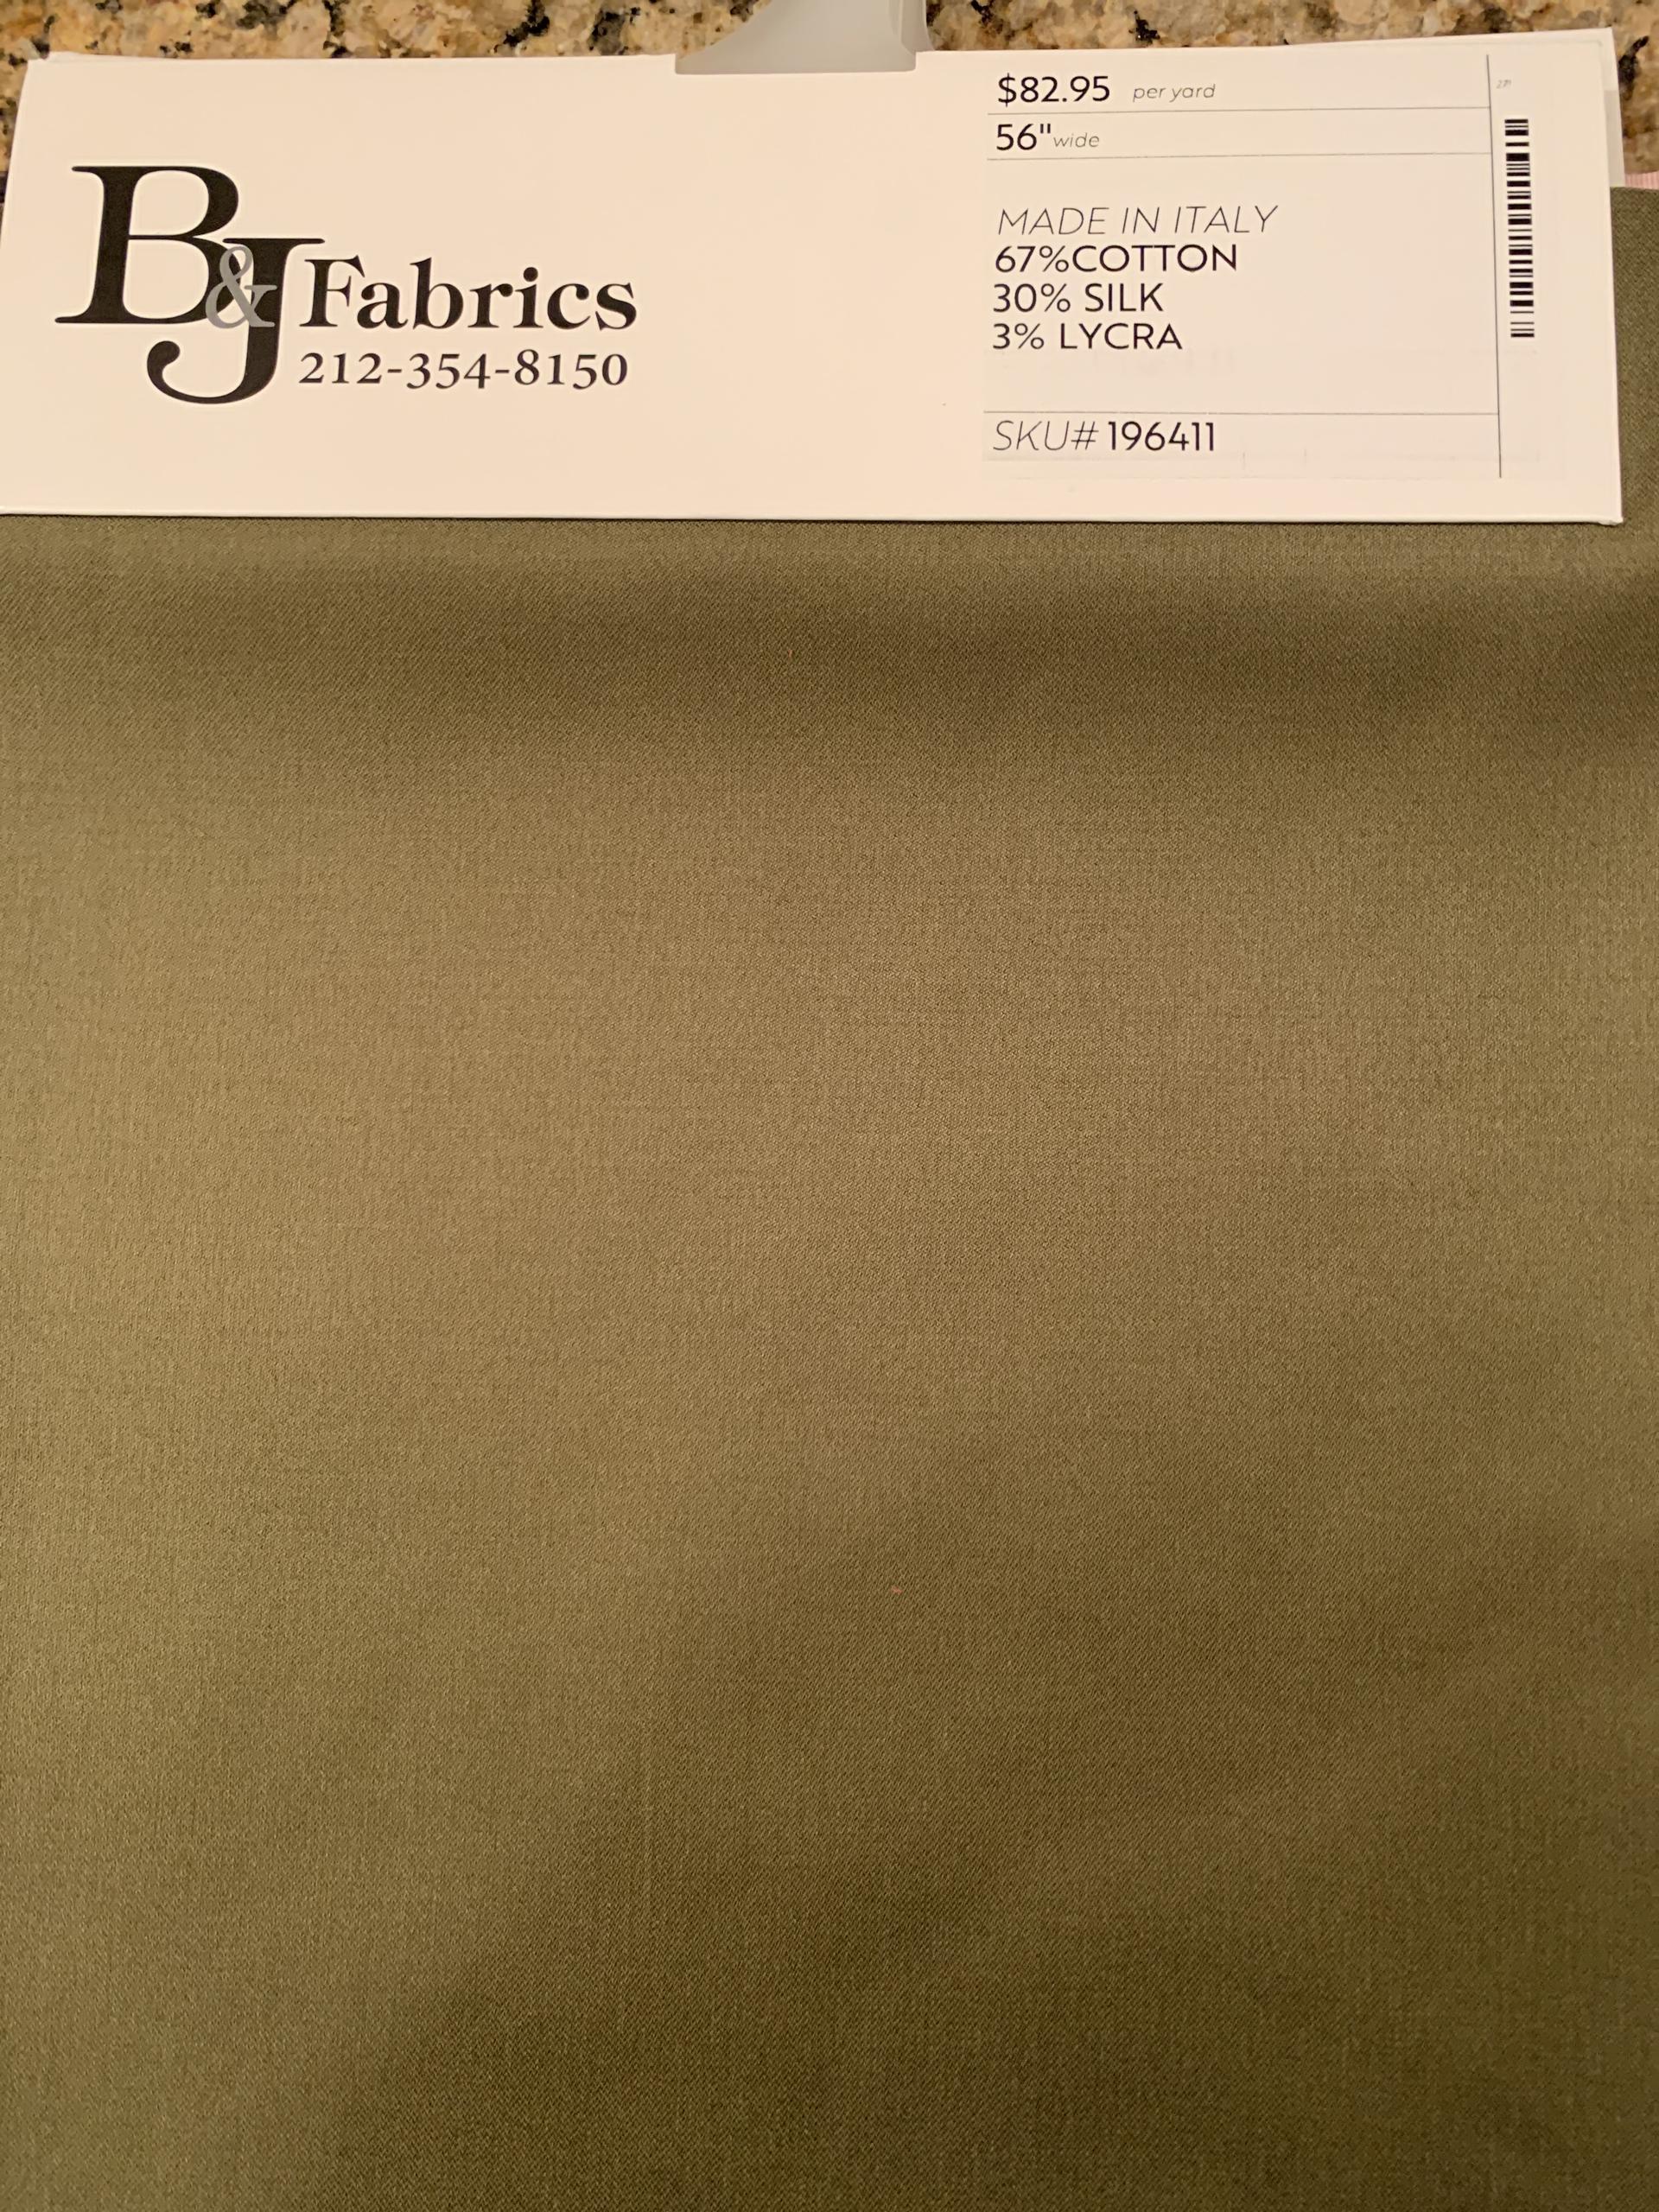 B&J Fabrics
212-354-8150
$82.95 per yard
56" wide
MADE IN ITALY
67%COTTON
30% SILK
3% LYCRA
SKU# 196411